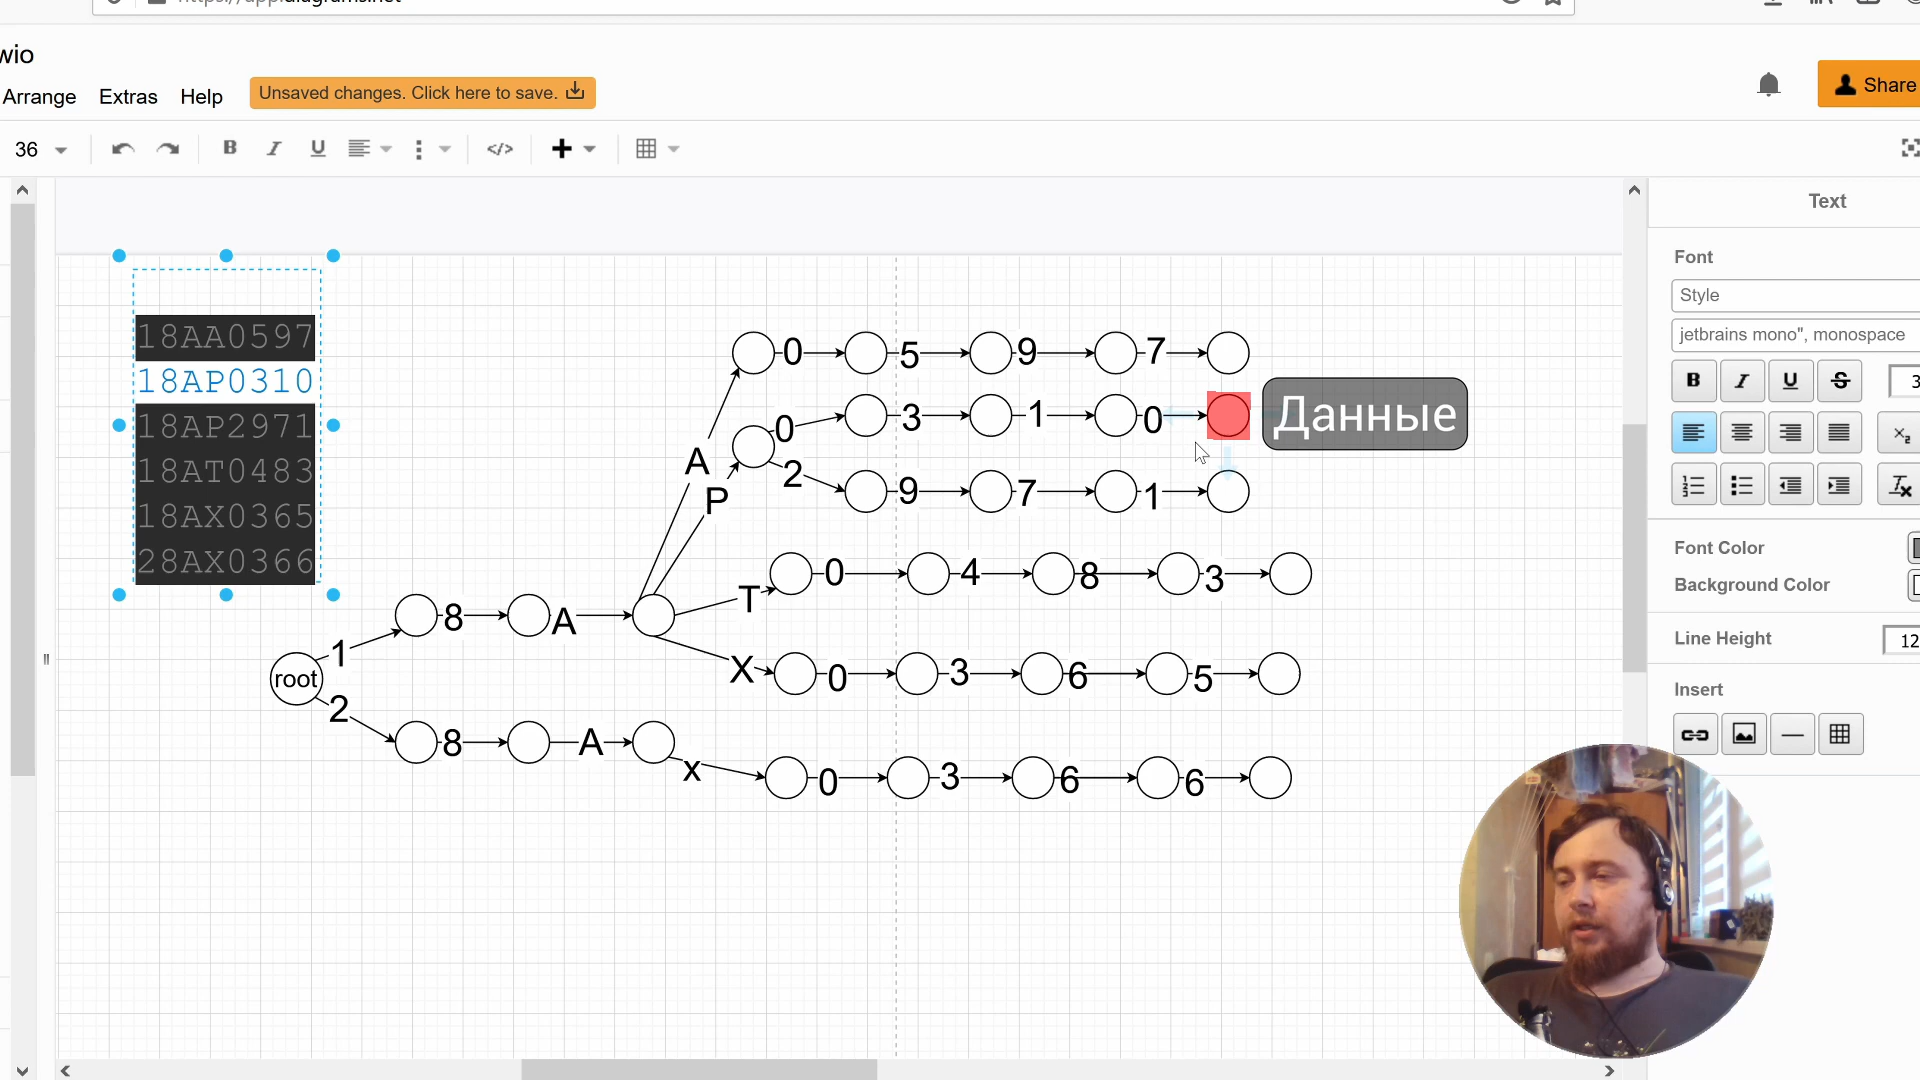 wio
Arrange Extras Help Unsaved changes. Click here to save.
Share
36
Text
Font
Style
jetbrains mono", monospace
Font Color
Background Color
Line Height
12
Insert
18AA0597
18AP0310
18AP2971
18AT0483
18AX0365
28AX0366
0 5 9 7
A
0 3 1 0
Данные
P
2 9 7 1
T 0 4 8 3
root
1 8 A
X 0 3 6 5
2 8 A
x 0 3 6 6